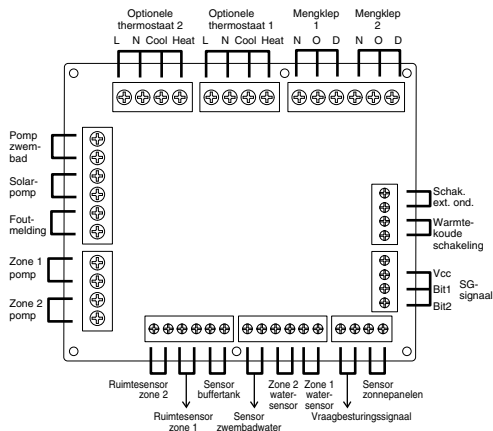 Optionele
thermostaat 2
Optionele
thermostaat 1
Mengklep
1
Mengklep
2
L N Cool Heat
L N Cool Heat
N O D
N O D
Pomp
zwem-
bad
Solar-
pomp
Fout-
melding
Zone 1
pomp
Zone 2
pomp
Schak.
ext. ond.
Warmte-
koude
schakeling
Vcc
Bit1
Bit2
SG-
signaal
Ruimtesensor
zone 2
Sensor
buffertank
Zone 2
water-
sensor
Zone 1
water-
sensor
Sensor
zonnepanelen
Ruimtesensor
zone 1
Sensor
zwembadwater
Vraagbesturingssignaal